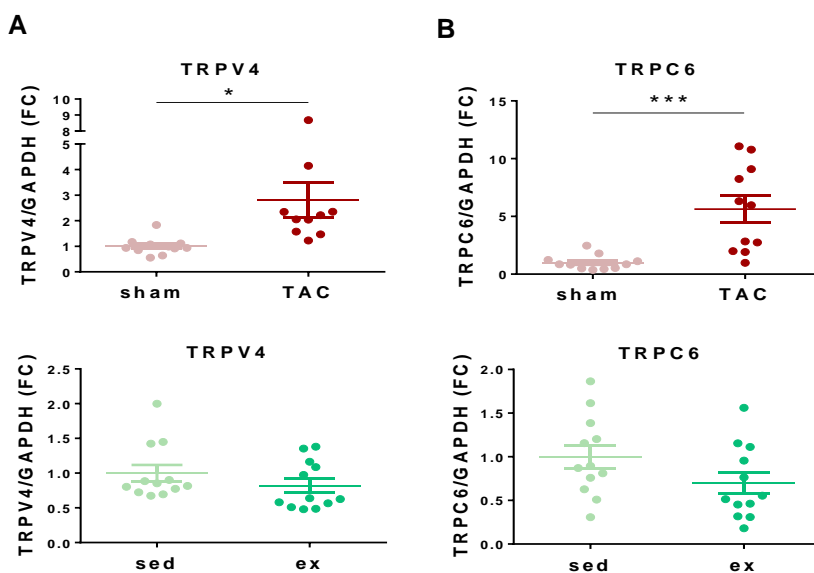 A
TRPV4
*
TRPV4/GAPDH (FC)
10
9
8
5
4
3
2
1
0
sham
TAC
B
TRPC6
***
TRPC6/GAPDH (FC)
15
10
5
0
sham
TAC
TRPV4
TRPV4/GAPDH (FC)
2.5
2.0
1.5
1.0
0.5
0.0
sed
ex
TRPC6
TRPC6/GAPDH (FC)
2.0
1.5
1.0
0.5
0.0
sed
ex